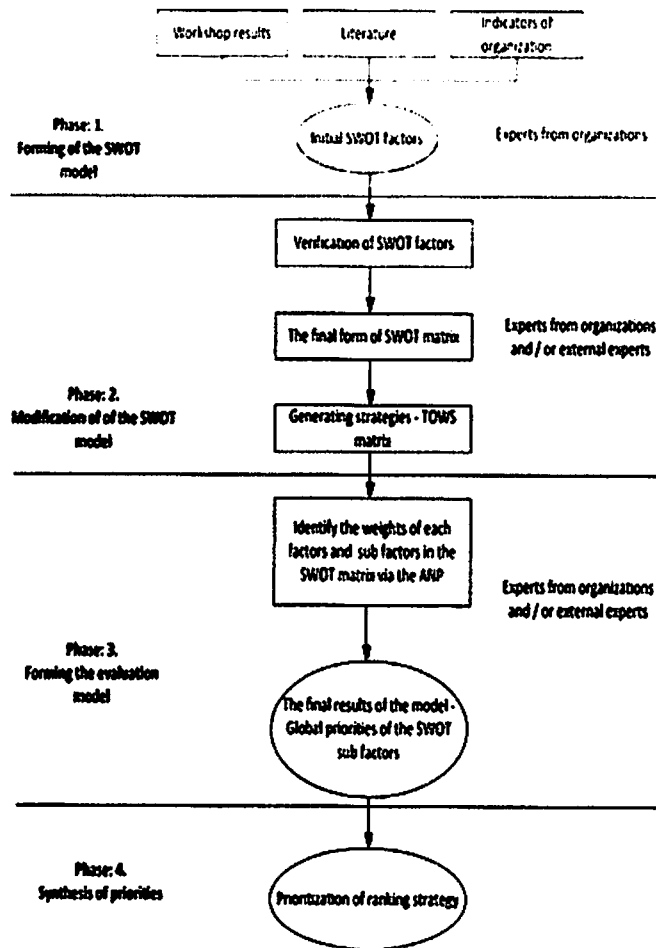 Workshop results
Literature
Indicators of
organization
Phase: 1.
Forming of the SWOT
model
Initial SWOT factors
Experts from organizations
Verification of SWOT factors
The final form of SWOT matrix
Experts from organizations
and / or external experts
Phase: 2.
Modification of of the SWOT
model
Generating strategies - TOWS
matrix
Identify the weights of each
factors and sub factors in the
SWOT matrix via the ANP
Experts from organizations
and / or external experts
Phase: 3.
Forming the evaluation
model
The final results of the model -
Global priorities of the SWOT
sub factors
Phase: 4.
Synthesis of priorities
Prioritization of ranking strategy